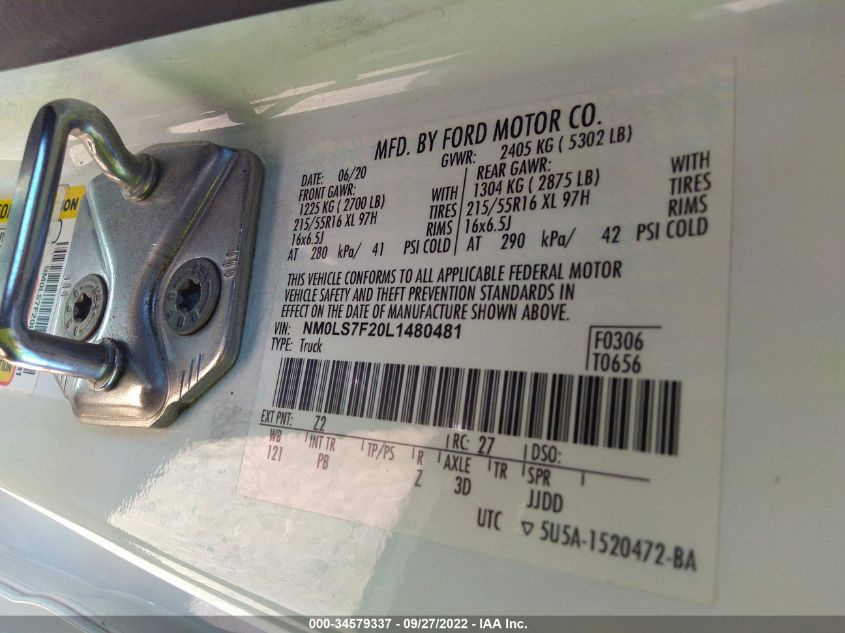 MFD. BY FORD MOTOR CO.
DATE: 06/20 GVWR: 2405 KG ( 5302 LB)
FRONT GAWR: REAR GAWR:
1225 KG ( 2700 LB) WITH 1304 KG ( 2875 LB) WITH
215/55R16 XL 97H TIRES 215/55R16 XL 97H TIRES
16x6.5J RIMS 16x6.5J RIMS
AT 280 kPa/ 41 PSI COLD AT 290 kPa/ 42 PSI COLD
THIS VEHICLE CONFORMS TO ALL APPLICABLE FEDERAL MOTOR
VEHICLE SAFETY AND THEFT PREVENTION STANDARDS IN
EFFECT ON THE DATE OF MANUFACTURE SHOWN ABOVE.
VIN: NM0LS7F20L1480481
TYPE: Truck
F0306
T0656
EXT PNT: Z2 RC: 27 DSO:
WB INT TR TP/PS R AXLE TR SPR
121 PB Z 3D JJDD
UTC ▽ 5U5A-1520472-BA
000-34579337 - 09/27/2022 - IAA Inc.